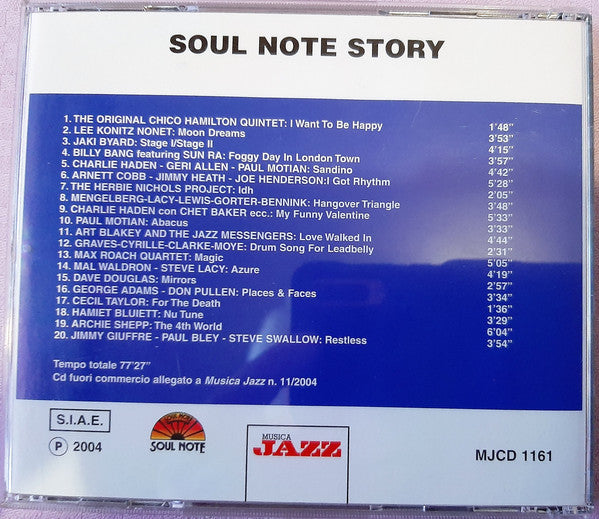 SOUL NOTE STORY
1. THE ORIGINAL CHICO HAMILTON QUINTET: I Want To Be Happy 1'48"
2. LEE KONITZ NONET: Moon Dreams 3'53"
3. JAKI BYARD: Stage I/Stage II 4'15"
4. BILLY BANG featuring SUN RA: Foggy Day In London Town 3'57"
5. CHARLIE HADEN - GERI ALLEN - PAUL MOTIAN: Sandino 4'42"
6. ARNETT COBB - JIMMY HEATH - JOE HENDERSON:I Got Rhythm 5'28"
7. THE HERBIE NICHOLS PROJECT: Idh 2'05"
8. MENGELBERG-LACY-LEWIS-GORTER-BENNINK: Hangover Triangle 3'48"
9. CHARLIE HADEN con CHET BAKER ecc.: My Funny Valentine 5'33"
10. PAUL MOTIAN: Abacus 3'33"
11. ART BLAKEY AND THE JAZZ MESSENGERS: Love Walked In 4'44"
12. GRAVES-CYRILLE-CLARKE-MOYE: Drum Song For Leadbelly 2'31"
13. MAX ROACH QUARTET: Magic 5'05"
14. MAL WALDRON - STEVE LACY: Azure 4'19"
15. DAVE DOUGLAS: Mirrors 2'57"
16. GEORGE ADAMS - DON PULLEN: Places & Faces 3'34"
17. CECIL TAYLOR: For The Death 1'36"
18. HAMIET BLUIETT: Nu Tune 3'29"
19. ARCHIE SHEPP: The 4th World 6'04"
20. JIMMY GIUFFRE - PAUL BLEY - STEVE SWALLOW: Restless 3'54"
Tempo totale 77'27"
Cd fuori commercio allegato a Musica Jazz n. 11/2004
S.I.A.E.
P 2004
SOUL NOTE
SOUL NOTE
MUSICA
JAZZ
MJCD 1161